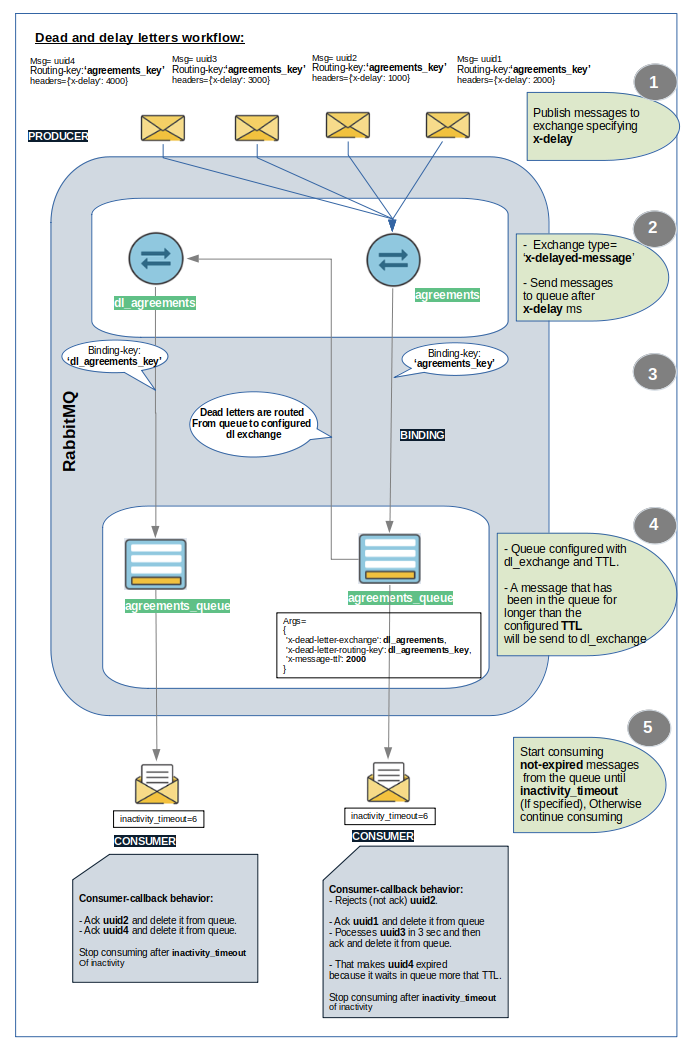 Dead and delay letters workflow:
Msg= uuid4
Routing-key:‘agreements_key’
headers={'x-delay': 4000}
Msg= uuid3
Routing-key:‘agreements_key’
headers={'x-delay': 3000}
Msg= uuid2
Routing-key:‘agreements_key’
headers={'x-delay': 1000}
Msg= uuid1
Routing-key:‘agreements_key’
headers={'x-delay': 2000}
1
Publish messages to
exchange specifying
x-delay
PRODUCER
2
- Exchange type=
‘x-delayed-message’
- Send messages
to queue after
x-delay ms
dl_agreements
agreements
Binding-key:
‘dl_agreements_key’
Binding-key:
‘agreements_key’
3
RabbitMQ
Dead letters are routed
From queue to configured
dl exchange
BINDING
4
- Queue configured with
dl_exchange and TTL.
- A message that has
been in the queue for
longer than the
configured TTL
will be send to dl_exchange
agreements_queue
agreements_queue
Args=
{
'x-dead-letter-exchange': dl_agreements,
'x-dead-letter-routing-key': dl_agreements_key,
'x-message-ttl': 2000
}
5
Start consuming
not-expired messages
from the queue until
inactivity_timeout
(If specified), Otherwise
continue consuming
inactivity_timeout=6
CONSUMER
inactivity_timeout=6
CONSUMER
Consumer-callback behavior:
- Ack uuid2 and delete it from queue.
- Ack uuid4 and delete it from queue.
Stop consuming after inactivity_timeout
Of inactivity
Consumer-callback behavior:
- Rejects (not ack) uuid2.
- Ack uid1 and delete it from queue
- Pocesses uuid3 in 3 sec and then
ack and delete it from queue.
- That makes uuid4 expired
because it waits in queue more that TTL.
Stop consuming after inactivity_timeout
of inactivity